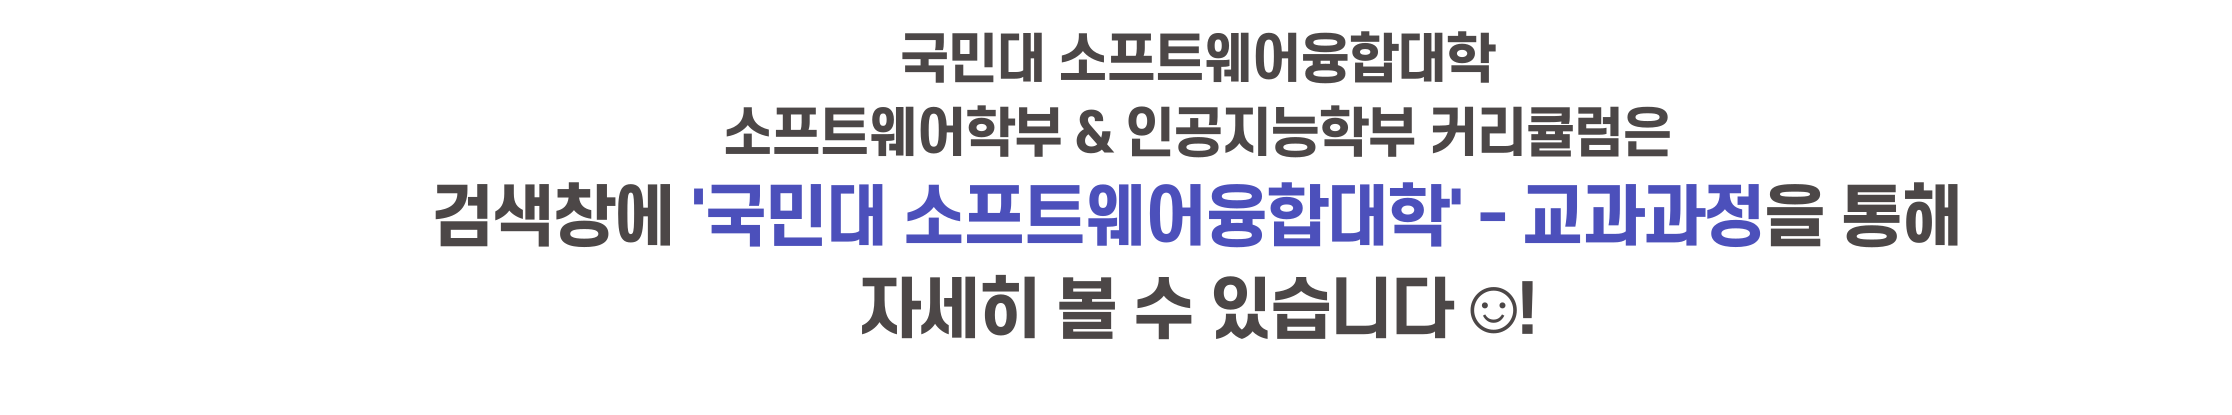 국민대 소프트웨어융합대학
소프트웨어학부 & 인공지능학부 커리큘럼은
검색창에 '국민대 소프트웨어융합대학' - 교과과정을 통해
자세히 볼 수 있습니다☺!